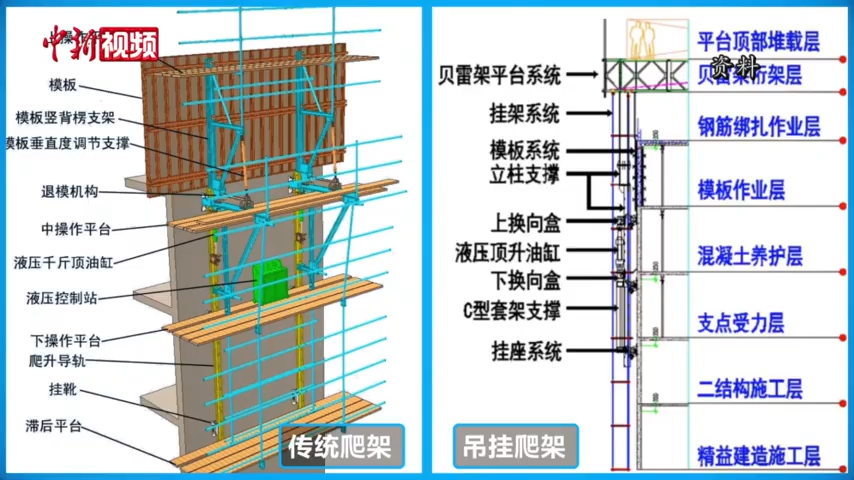 上操作平
中新视频
模板
模板竖背楞支架
模板垂直度调节支撑
退模机构
中操作平台
液压千斤顶油缸
液压控制站
下操作平台
爬升导轨
挂靴
滞后平台
传统爬架
贝雷架平台系统
挂架系统
模板系统
立柱支撑
上换向盒
液压顶升油缸
下换向盒
C型套架支撑
挂座系统
吊挂爬架
资料
平台顶部堆载层
贝雷架桁架层
钢筋绑扎作业层
模板作业层
混凝土养护层
支点受力层
二结构施工层
精益建造施工层